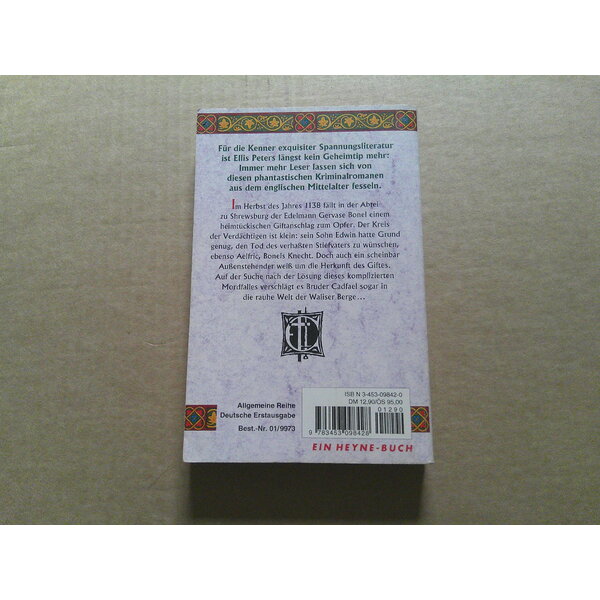 Für die Kenner exquisiter Spannungsliteratur
ist Ellis Peters längst kein Geheimtip mehr:
Immer mehr Leser lassen sich von
diesen phantastischen Kriminalromanen
aus dem englischen Mittelalter fesseln.
Im Herbst des Jahres 1138 fällt in der Abtei
zu Shrewsburg der Edelmann Gervase Bonel einem
heimtückischen Giftanschlag zum Opfer. Der Kreis
der Verdächtigen ist klein: sein Sohn Edwin hatte Grund
genug, den Tod des verhaßten Stiefvaters zu wünschen,
ebenso Aelfric, Bonels Knecht. Doch auch ein scheinbar
Außenstehender weiß um die Herkunft des Giftes.
Auf der Suche nach der Lösung dieses komplizierten
Mordfalles verschlägt es Bruder Cadfael sogar in
die rauhe Welt der Waliser Berge...
ISBN 3-453-09842-0
DM 12,90/ÖS 95,00
01290
9 783453 098428
Allgemeine Reihe
Deutsche Erstausgabe
Best.-Nr. 01/9973
EIN HEYNE-BUCH